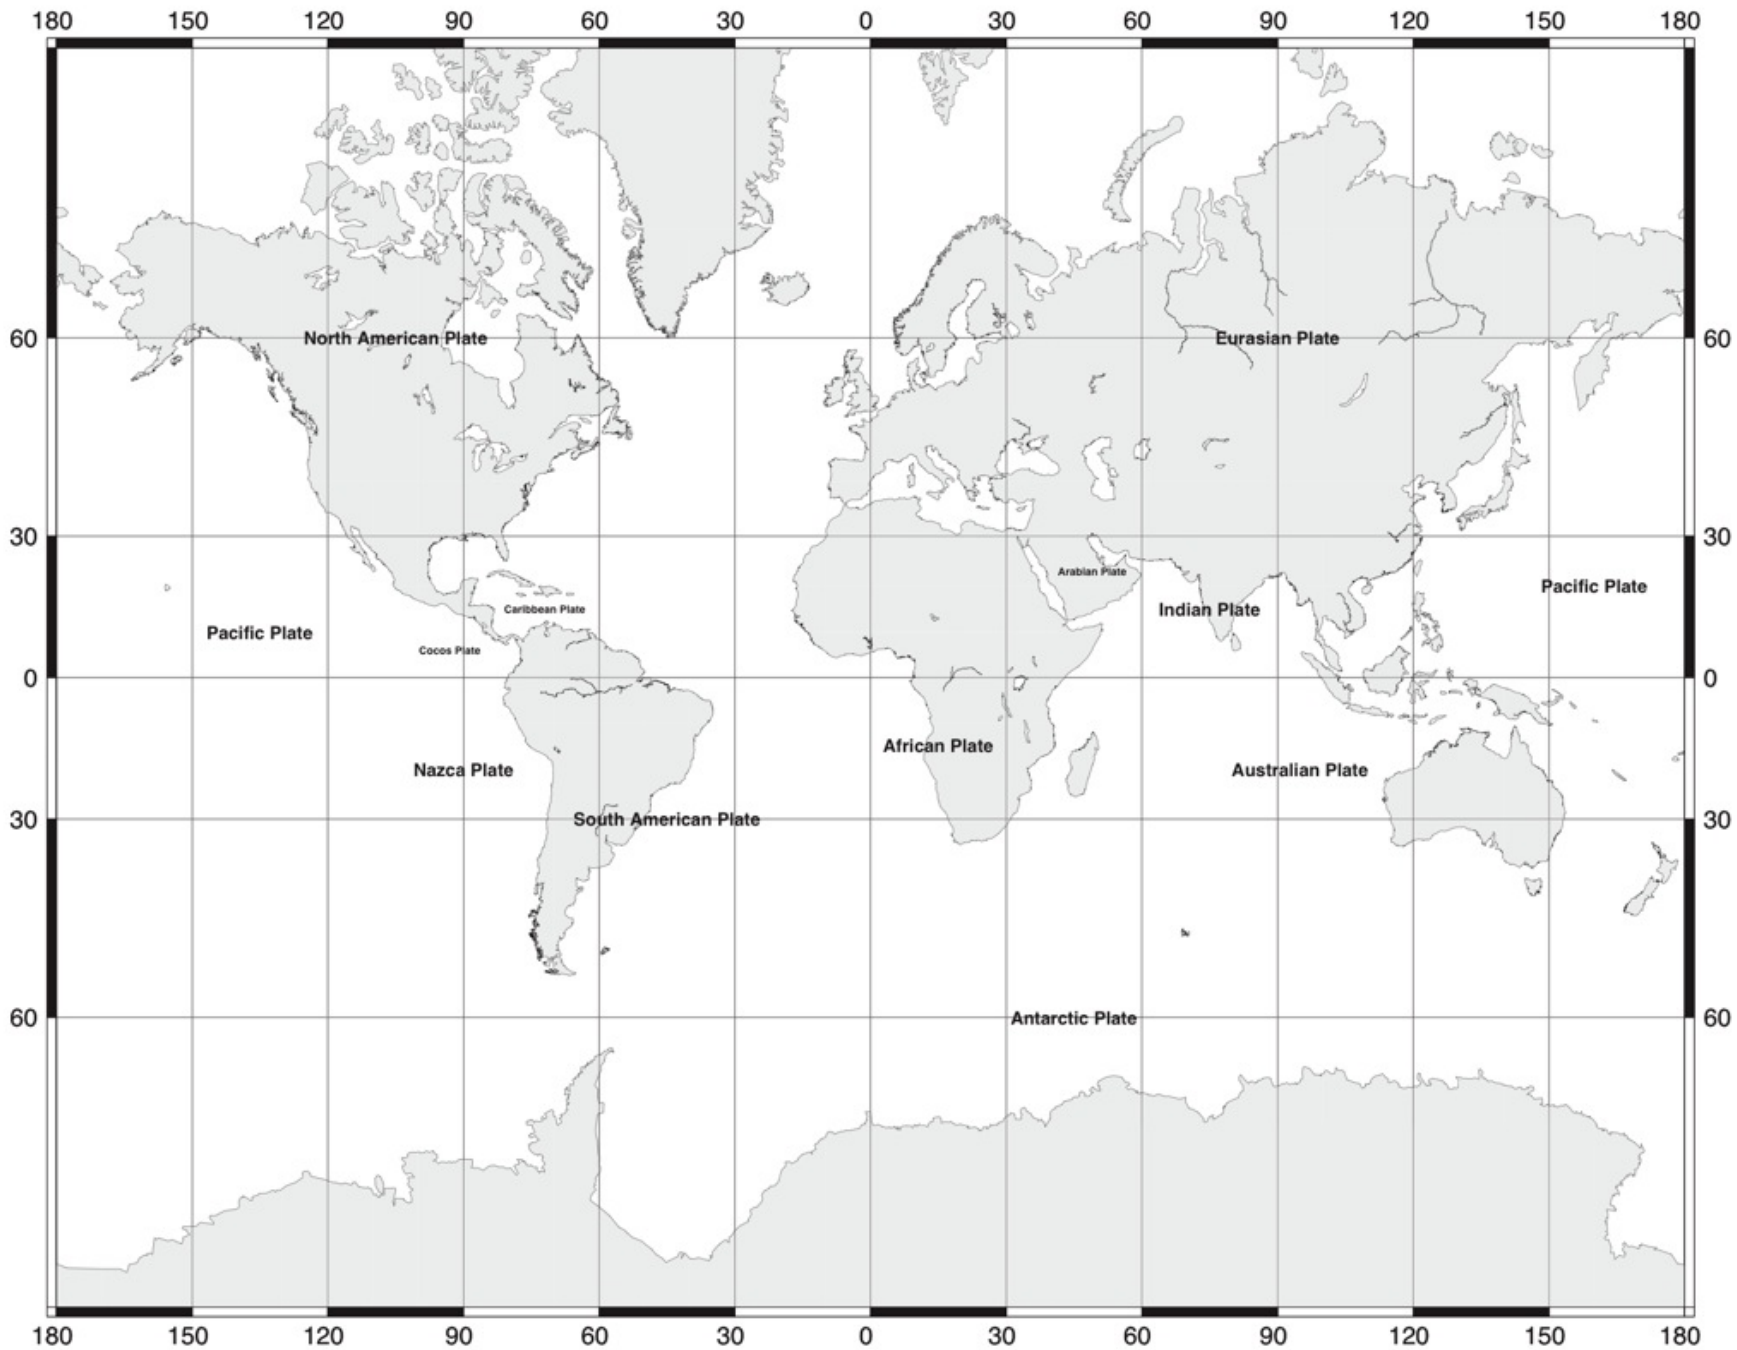 180 150 120 90 60 30 0 30 60 90 120 150 180
60 North American Plate Eurasian Plate 60
30 30
Arabian Plate
Pacific Plate
Caribbean Plate Indian Plate
Pacific Plate
Cocos Plate
0 0
African Plate
Nazca Plate Australian Plate
30 South American Plate 30
60 Antarctic Plate 60
180 150 120 90 60 30 0 30 60 90 120 150 180